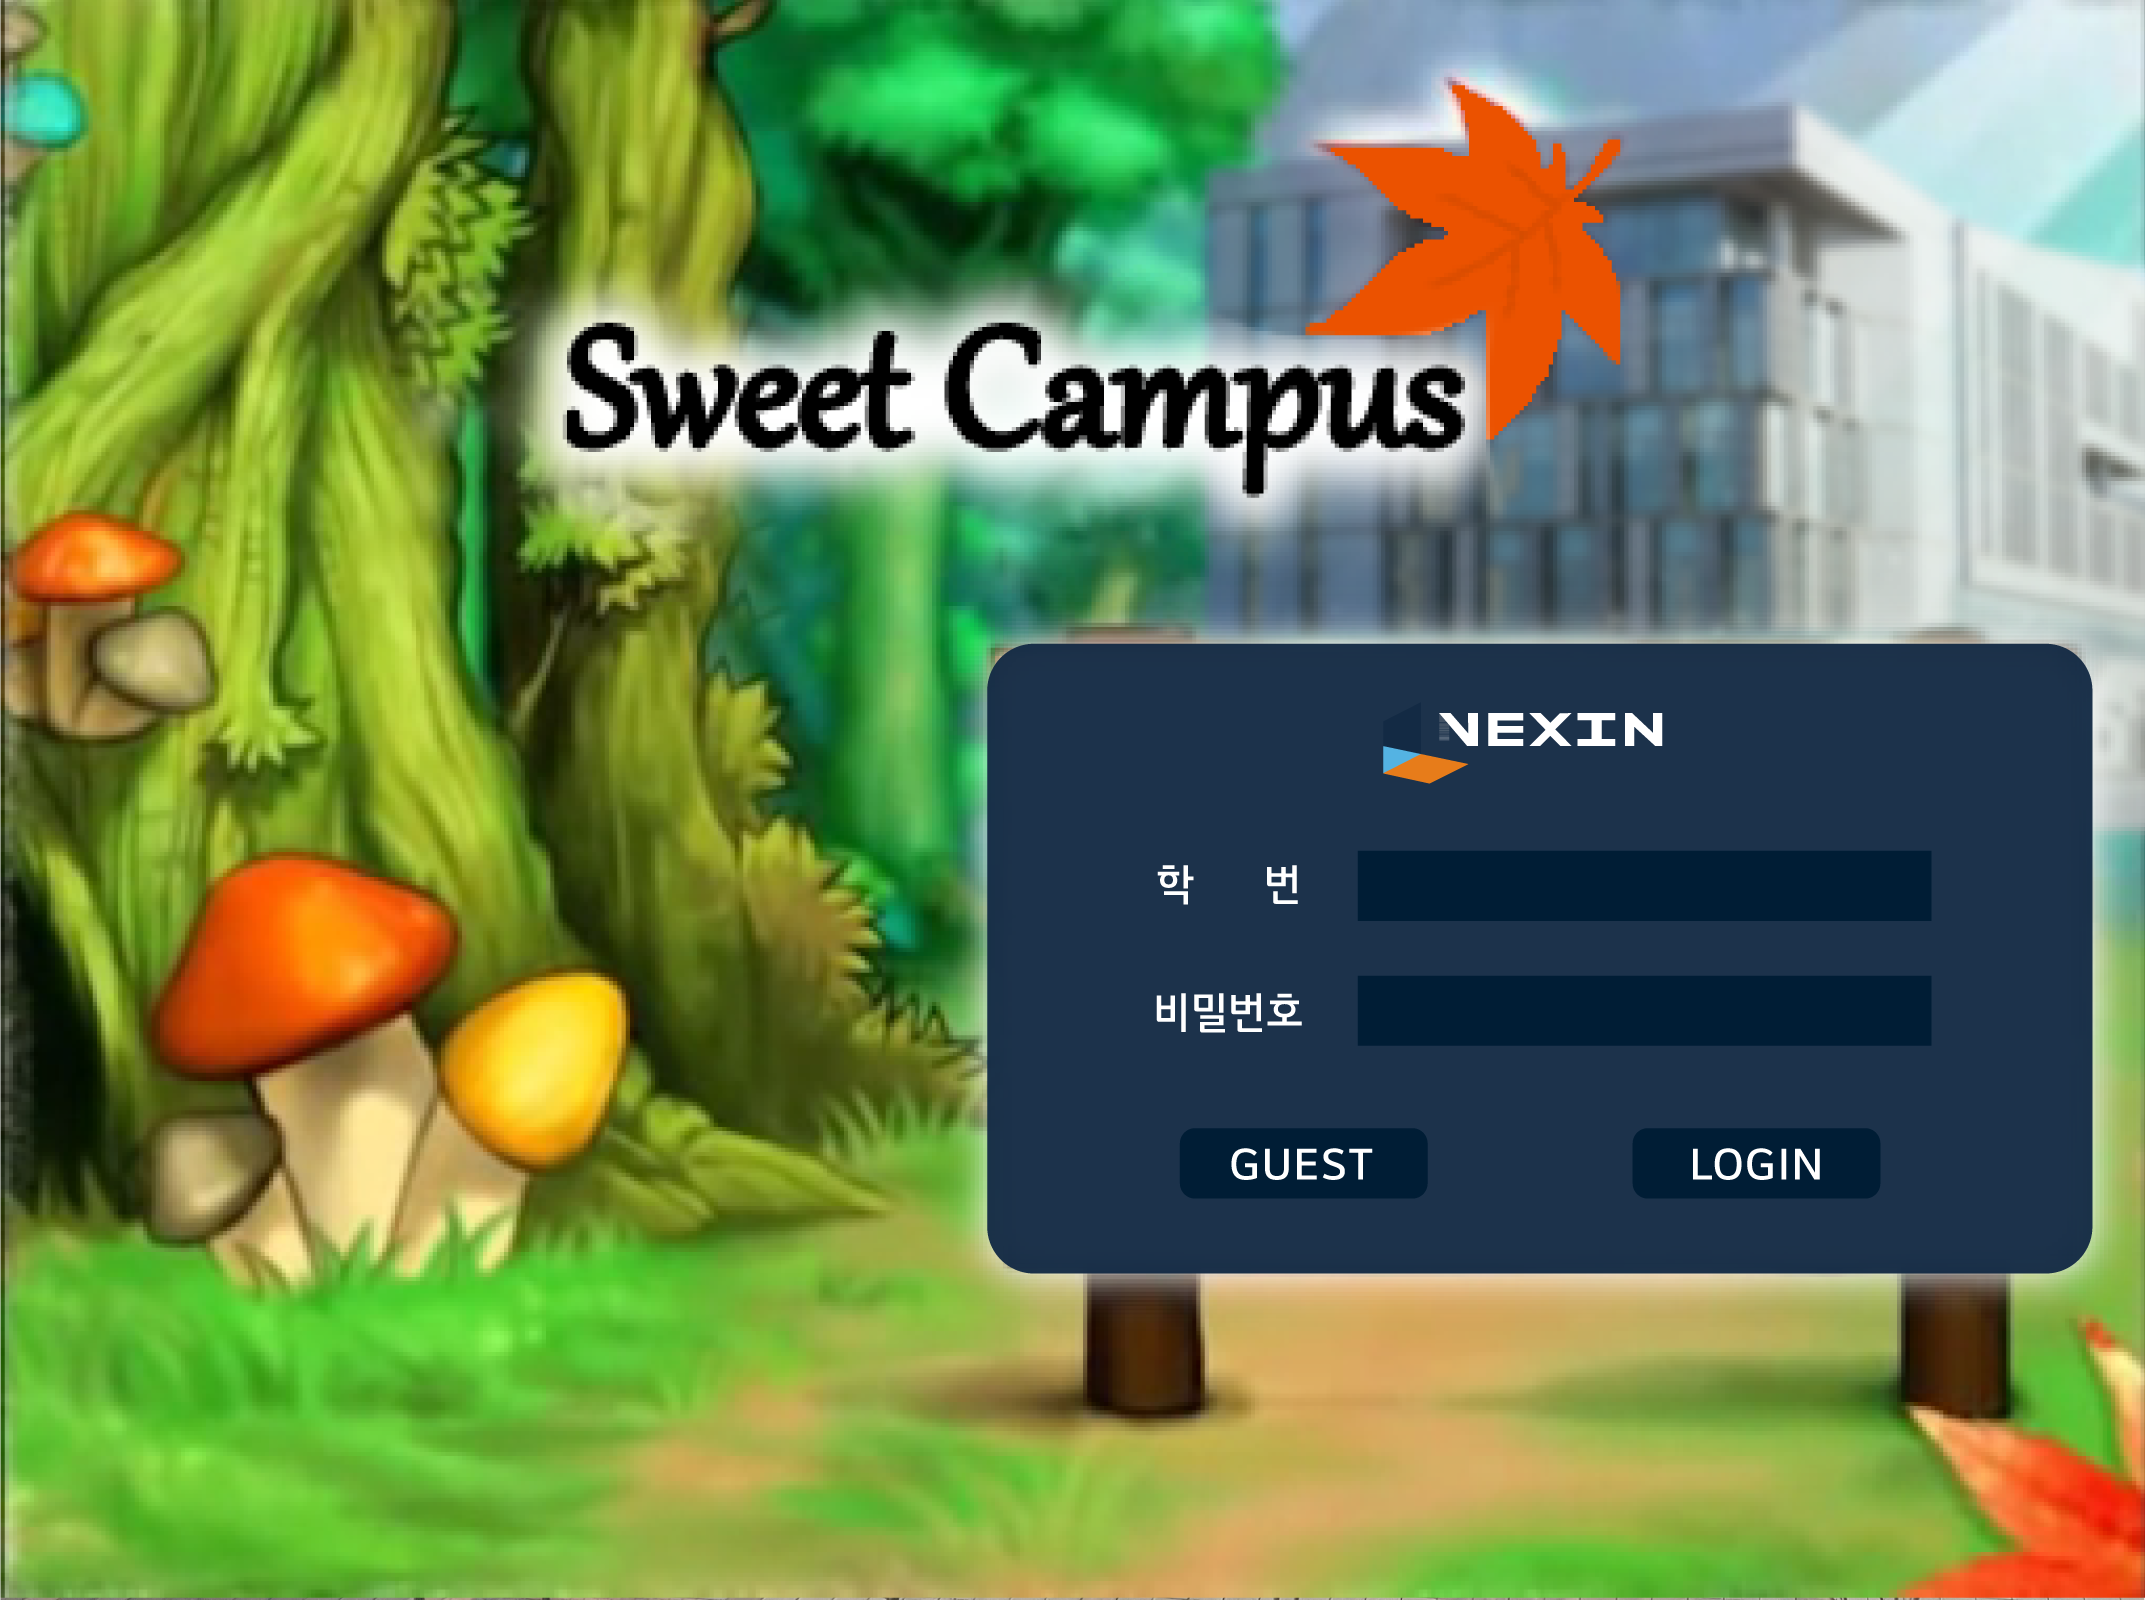 Sweet Campus
NEXIN
학 번
비밀번호
GUEST LOGIN